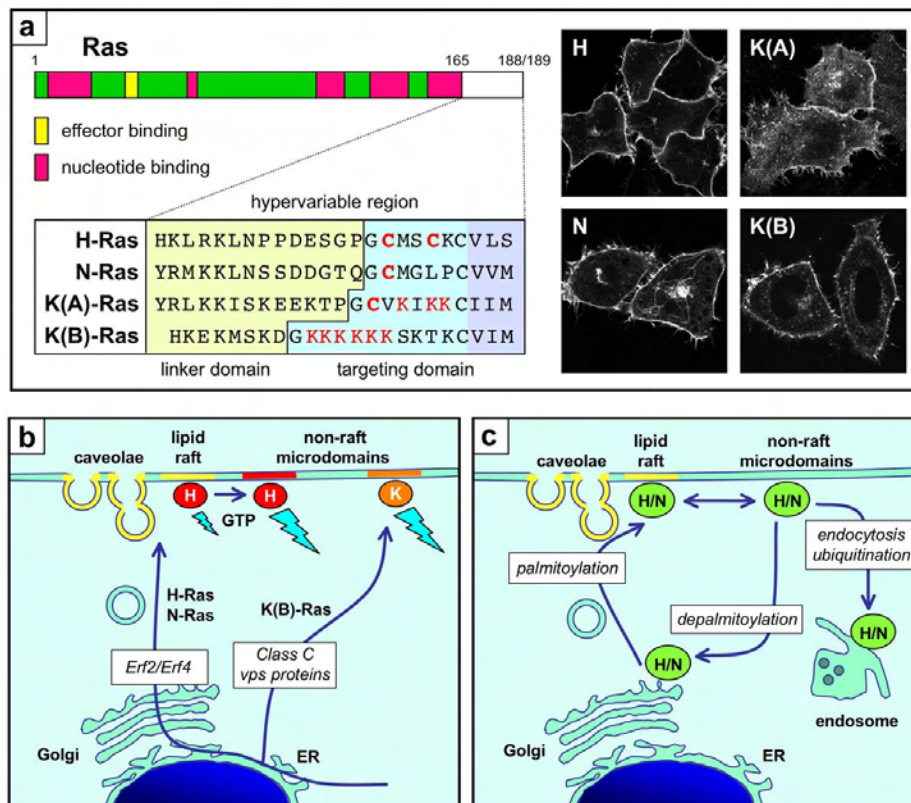 a
Ras
1
165
188/189
effector binding
nucleotide binding
hypervariable region
H-Ras HKLRKLNPPDESGPGCMSCKCVLS
N-Ras YRMKKLNSSDDGTQGCMGLPCVVM
K(A)-Ras YRLKKISKEEKTPGCVKIKKCIIM
K(B)-Ras HKEKMSKDGKKKKKKSKTKCVIM
linker domain
targeting domain
H
K(A)
N
K(B)
b
caveolae
lipid
raft
non-raft
microdomains
H
H
K
GTP
H-Ras
N-Ras
K(B)-Ras
Erf2/Erf4
Class C
vps proteins
Golgi
ER
c
caveolae
lipid
raft
non-raft
microdomains
H/N
H/N
endocytosis
ubiquitination
palmitoylation
depalmitoylation
H/N
H/N
endosome
Golgi
ER